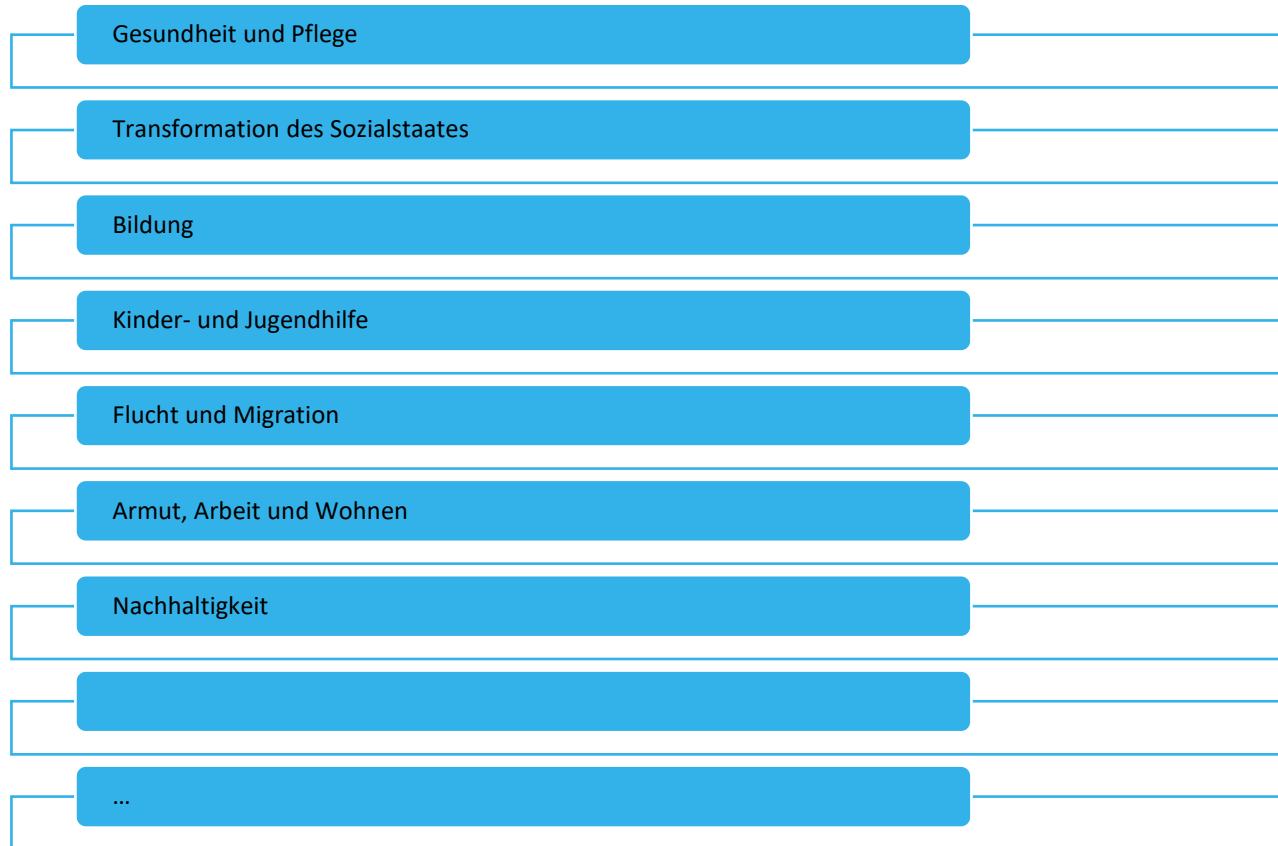 Gesundheit und Pflege
Transformation des Sozialstaates
Bildung
Kinder- und Jugendhilfe
Flucht und Migration
Armut, Arbeit und Wohnen
Nachhaltigkeit
…